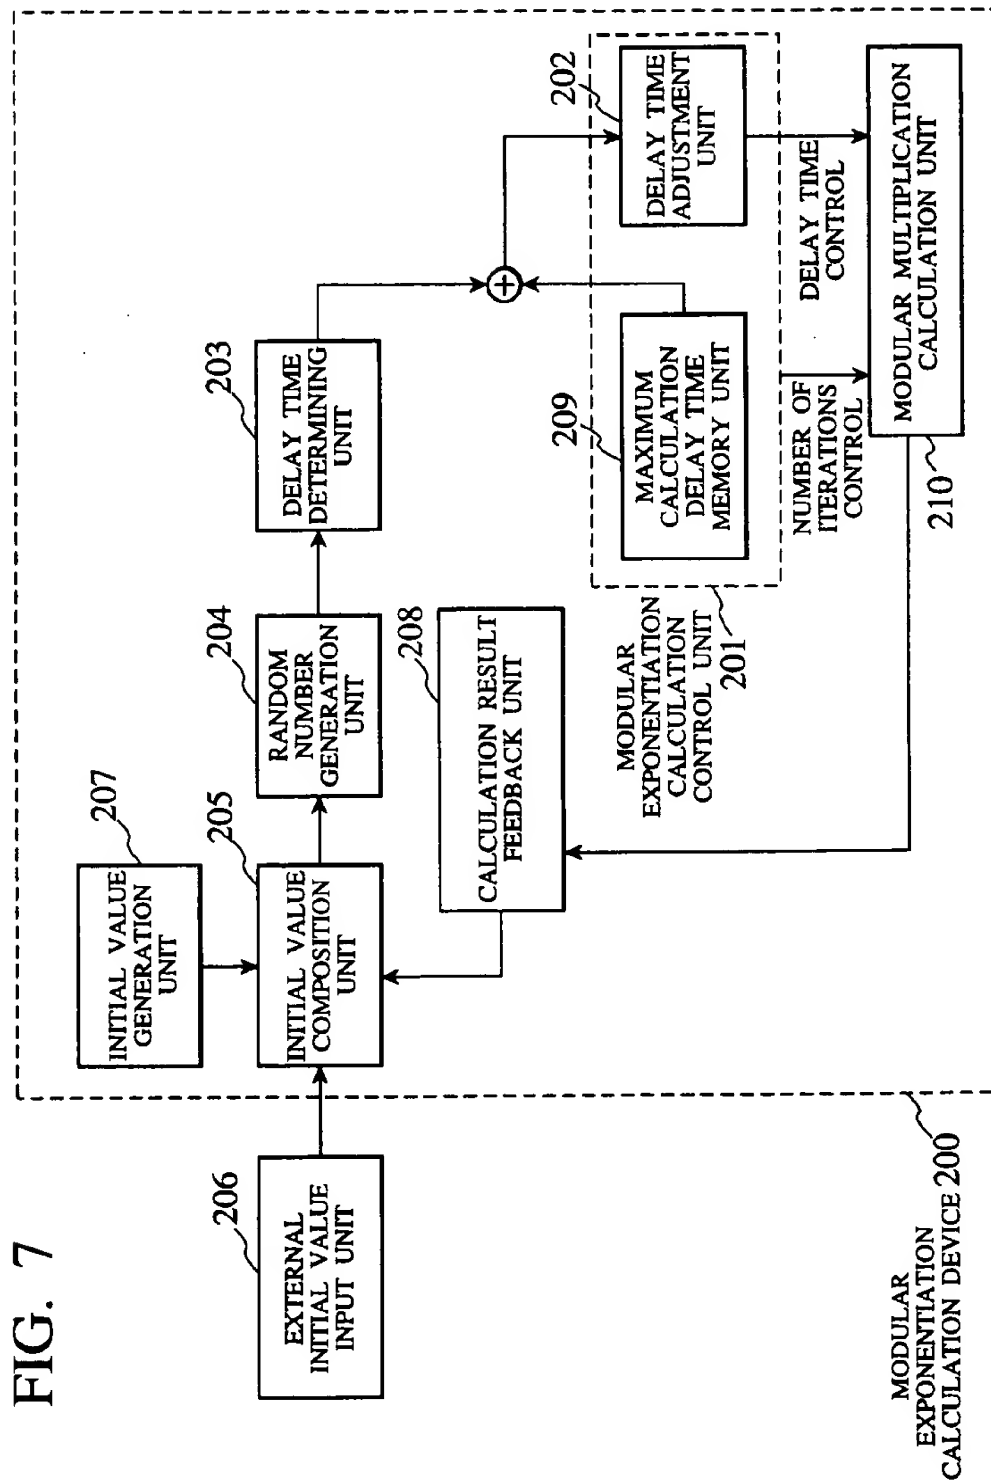 FIG. 7
206
EXTERNAL
INITIAL VALUE
INPUT UNIT
207
INITIAL VALUE
GENERATION
UNIT
205
INITIAL VALUE
COMPOSITION
UNIT
204
RANDOM
NUMBER
GENERATION
UNIT
203
DELAY TIME
DETERMINING
UNIT
+
208
CALCULATION RESULT
FEEDBACK UNIT
MODULAR
EXPONENTIATION
CALCULATION
CONTROL UNIT
201
209
MAXIMUM
CALCULATION
DELAY TIME
MEMORY UNIT
202
DELAY TIME
ADJUSTMENT
UNIT
NUMBER OF
ITERATIONS
CONTROL
DELAY TIME
CONTROL
210
MODULAR MULTIPLICATION
CALCULATION UNIT
MODULAR
EXPONENTIATION
CALCULATION DEVICE 200